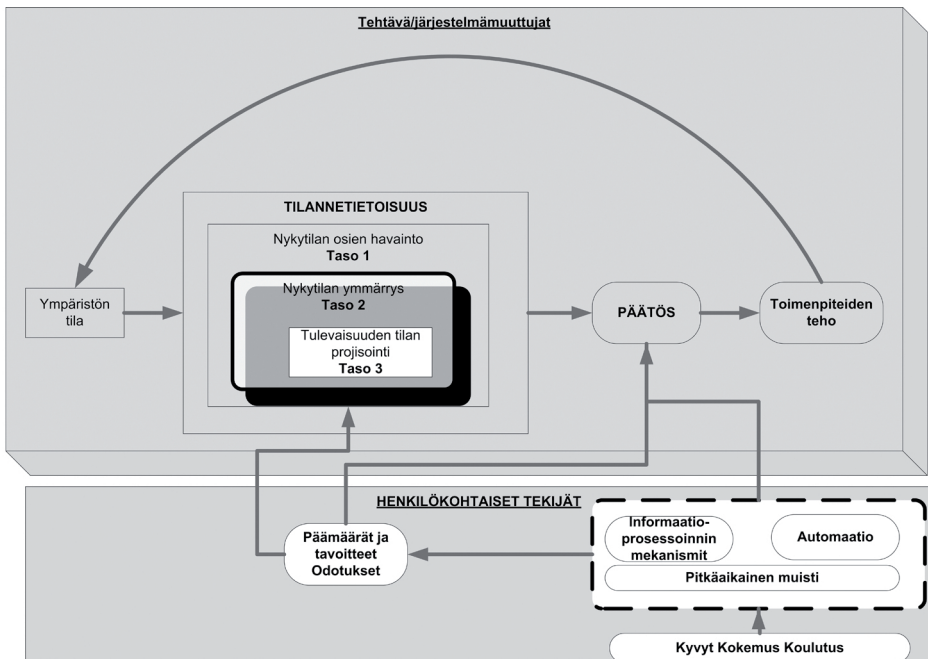 Tehtävä/järjestelmämuuttujat
TILANNETIETOISUUS
Nykytilan osien havainto
Taso 1
Nykytilan ymmärrys
Taso 2
Tulevaisuuden tilan
projisointi
Taso 3
Ympäristön
tila
PÄÄTÖS
Toimenpiteiden
teho
HENKILÖKOHTAISET TEKIJÄT
Päämäärät ja
tavoitteet
Odotukset
Informaatio-
prosessoinnin
mekanismit
Automaatio
Pitkäaikainen muisti
Kyvyt Kokemus Koulutus